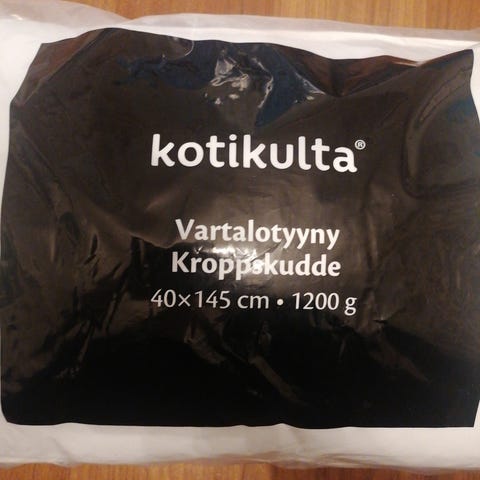 kotikulta®
Vartalotyyny
Kroppskudde
40×145 cm • 1200 g